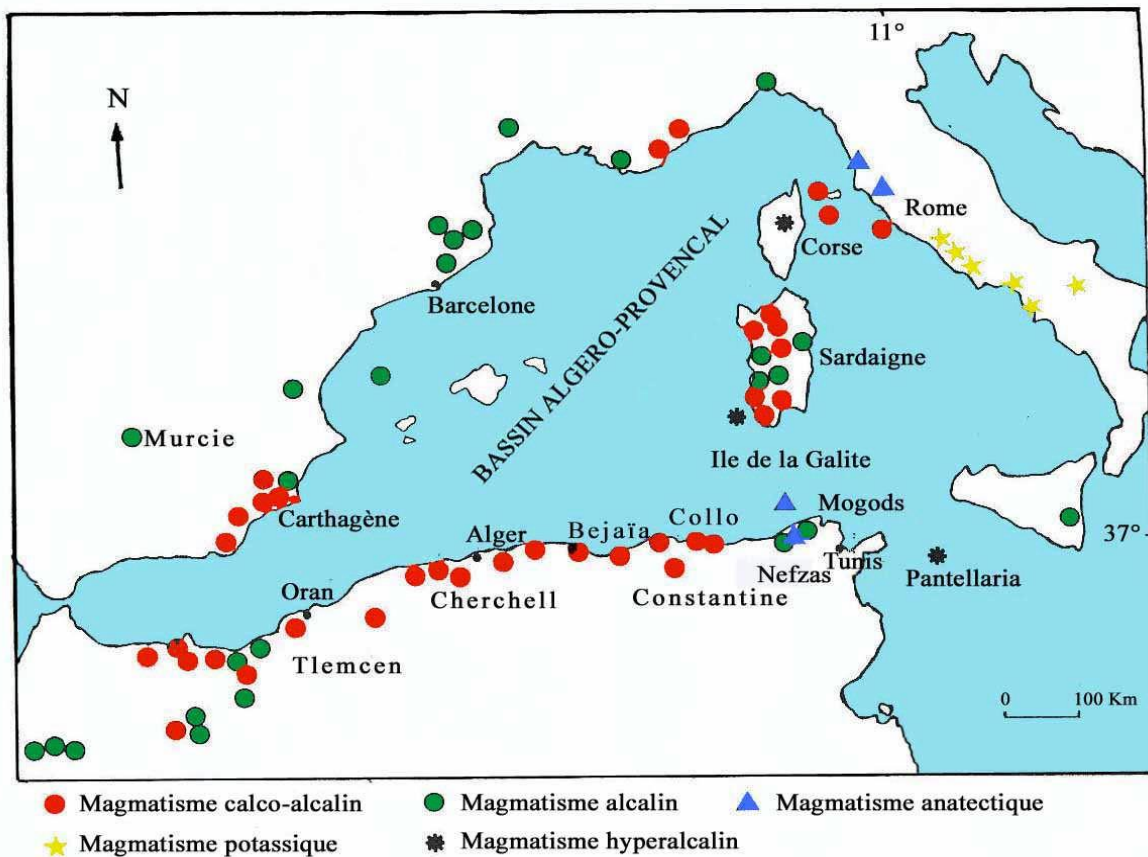 11°
N
Rome
Corse
BASSIN ALGERO-PROVENCAL
Barcelone
Sardaigne
Murcie
Ile de la Galite
Carthagène
Mogods
Alger
Bejaïa
Collo
37°
Tunis
Oran
Cherchell
Constantine
Nefzas
Pantellaria
Tlemcen
0 100 Km
Magmatisme calco-alcalin
Magmatisme alcalin
Magmatisme anatectique
Magmatisme potassique
Magmatisme hyperalcalin